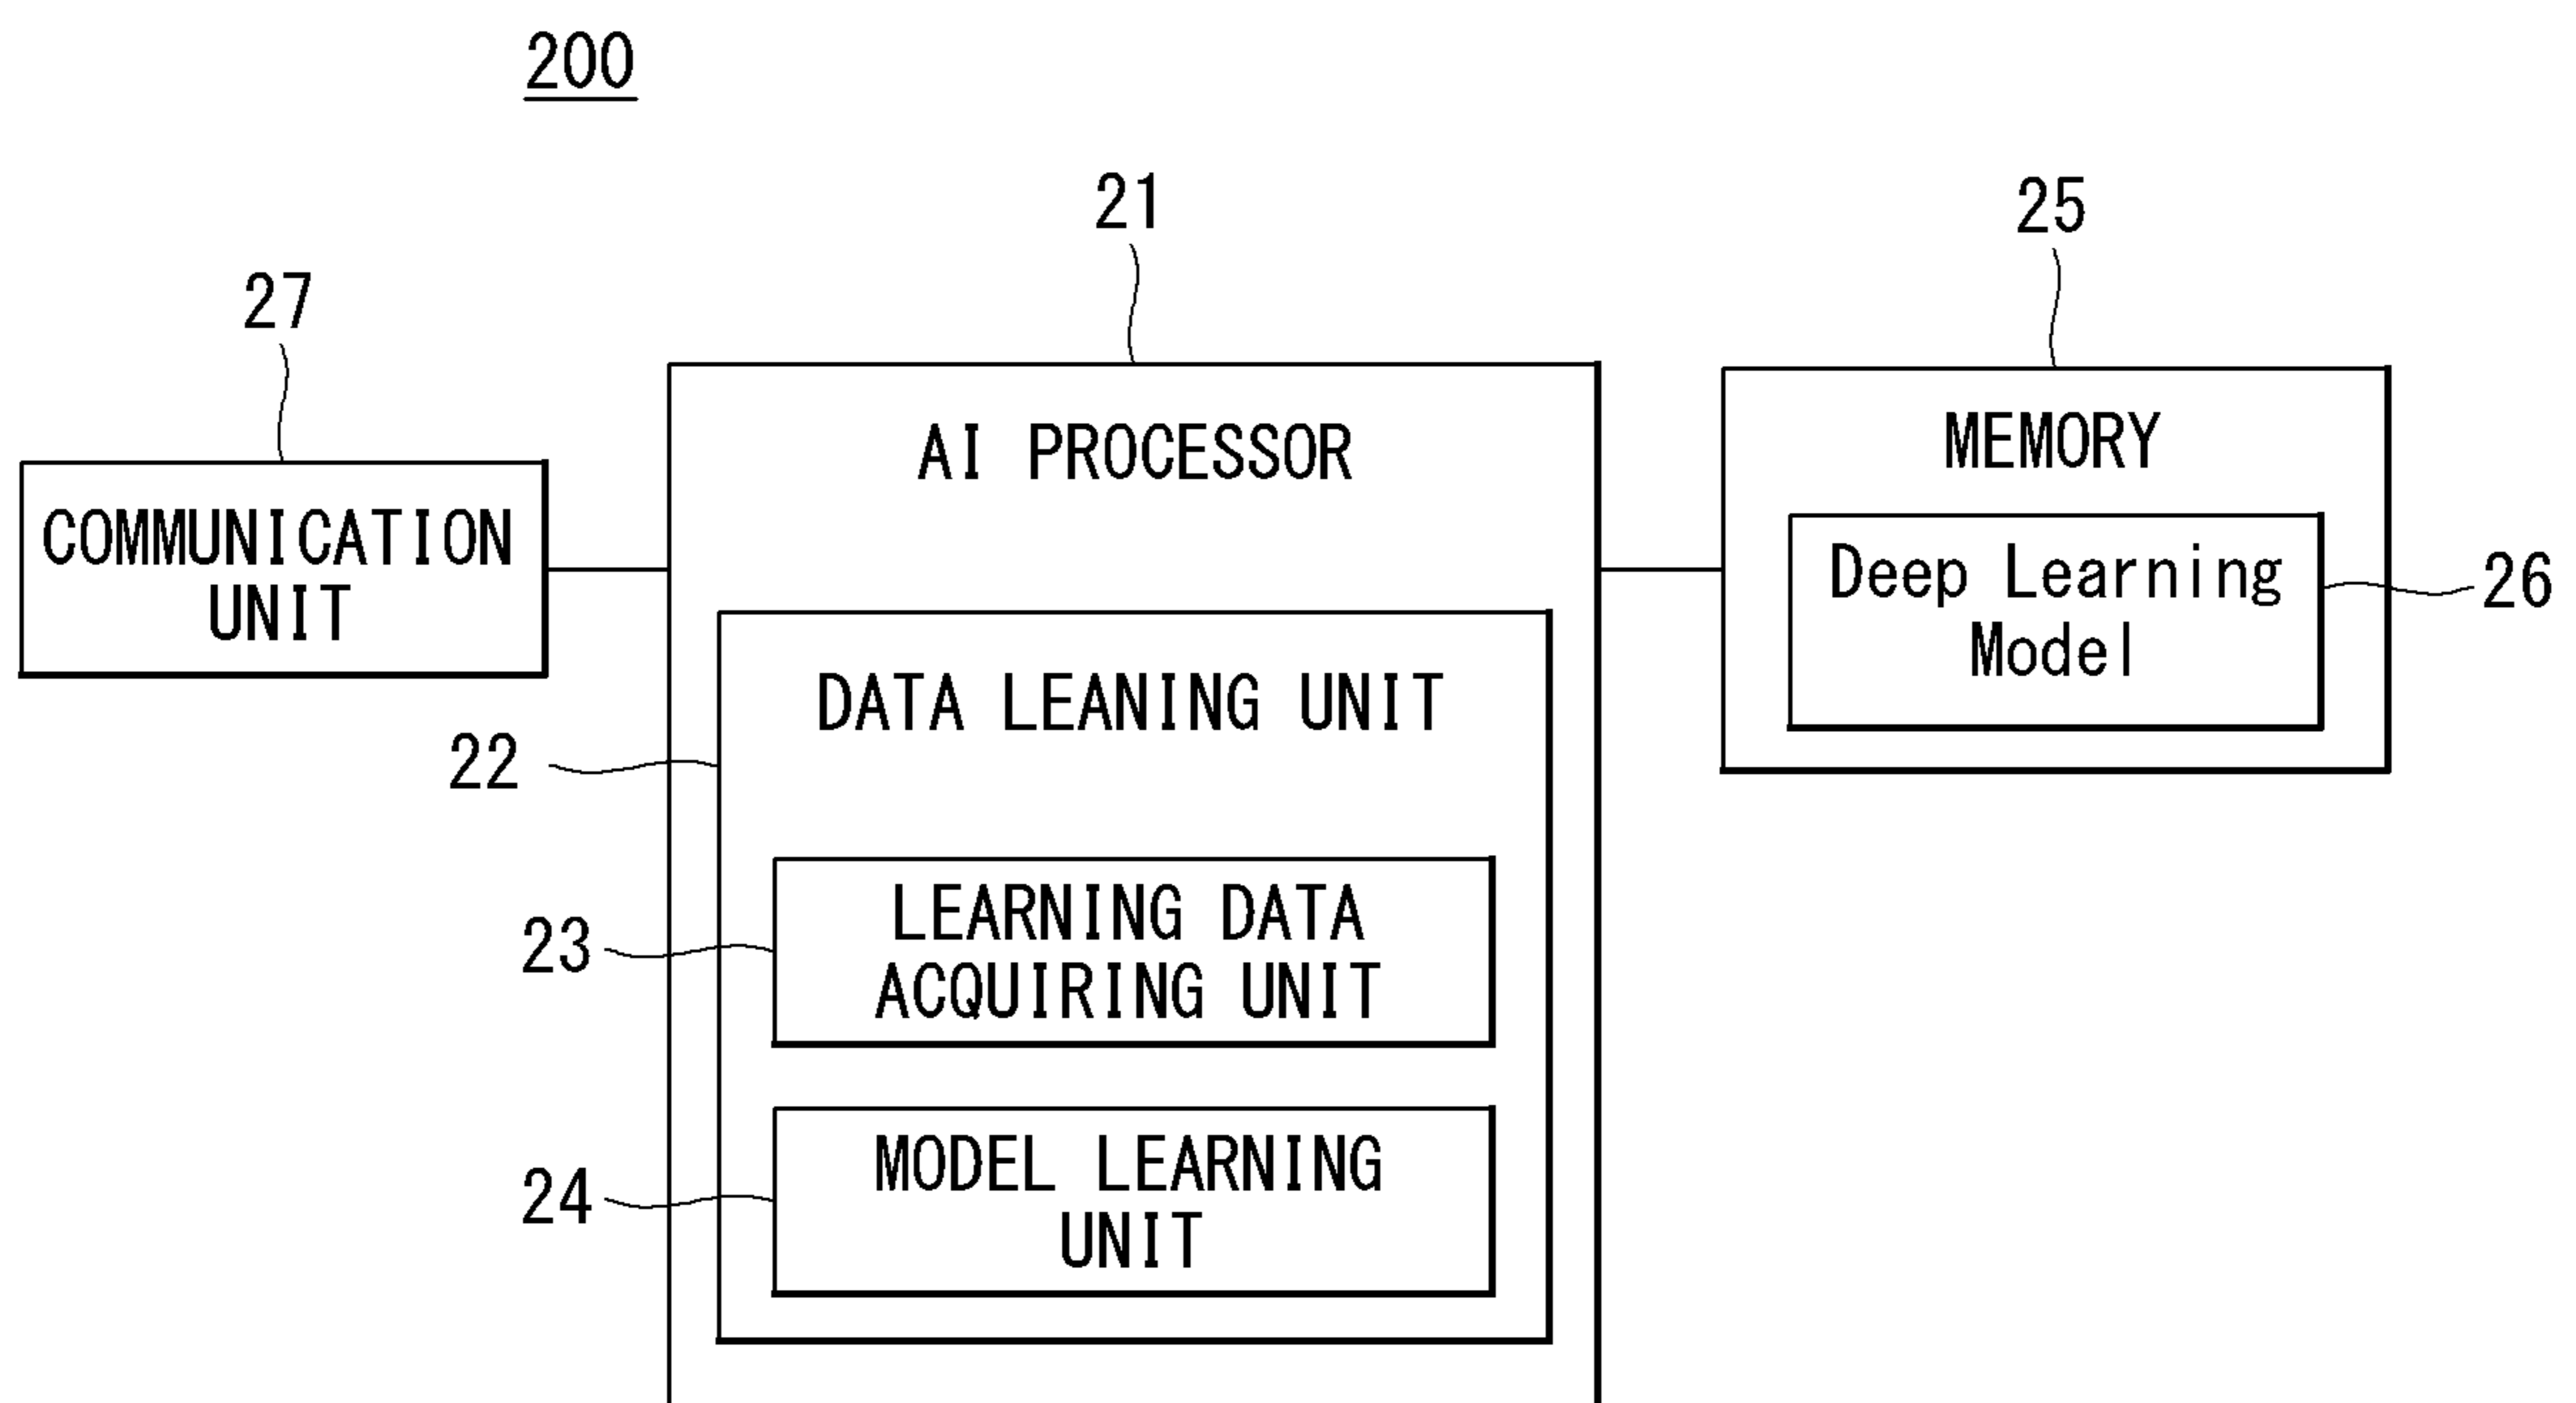 200
21
25
27
AI PROCESSOR
MEMORY
COMMUNICATION
UNIT
Deep Learning
Model
26
DATA LEANING UNIT
22
LEARNING DATA
ACQUIRING UNIT
23
MODEL LEARNING
UNIT
24